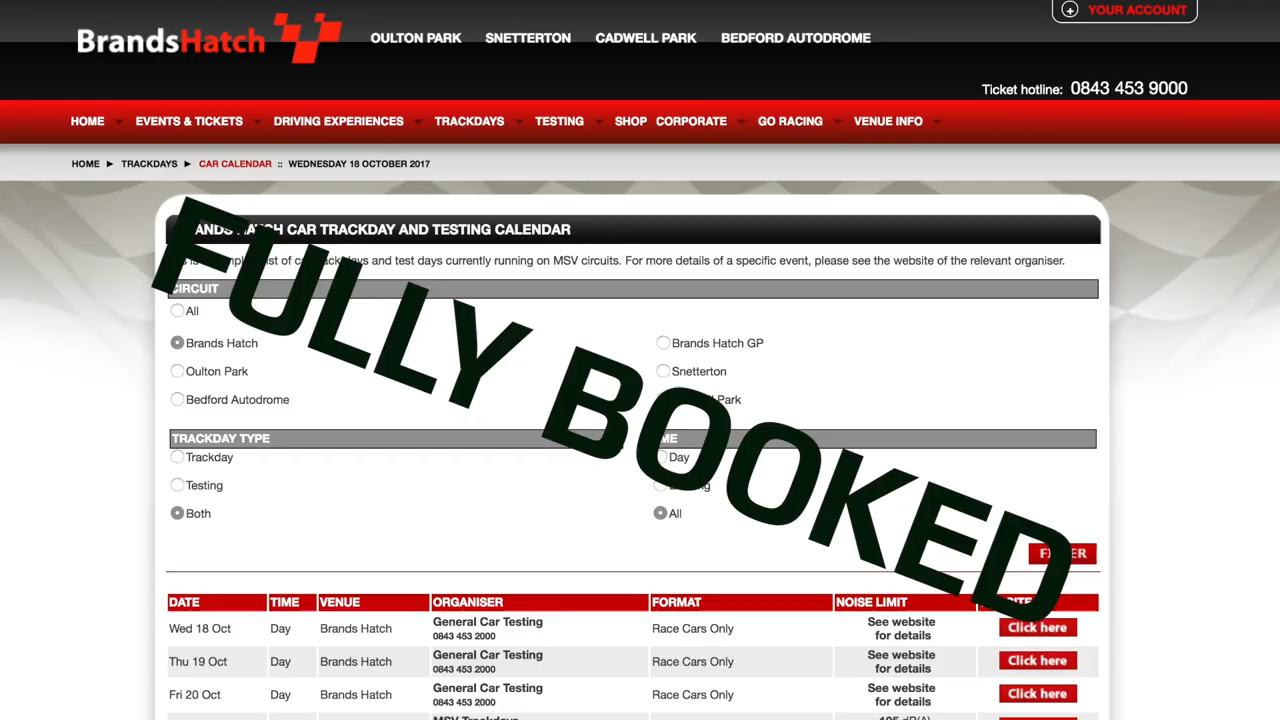 YOUR ACCOUNT
BrandsHatch
OULTON PARK SNETTERTON CADWELL PARK BEDFORD AUTODROME
Ticket hotline: 0843 453 9000
HOME EVENTS & TICKETS DRIVING EXPERIENCES TRACKDAYS TESTING SHOP CORPORATE GO RACING VENUE INFO
HOME ► TRACKDAYS ► CAR CALENDAR :: WEDNESDAY 18 OCTOBER 2017
CAR TRACKDAY AND TESTING CALENDAR
and test days currently running on MSV circuits. For more details of a specific event, please see the website of the relevant organiser.
FULLY BOOKED
CIRCUIT
All
Brands Hatch Brands Hatch GP
Oulton Park Snetterton
Bedford Autodrome Park
TRACKDAY TYPE
Trackday Day
Testing
Both All
DATE TIME VENUE ORGANISER FORMAT NOISE LIMIT
Wed 18 Oct Day Brands Hatch General Car Testing Race Cars Only See website Click here
0843 453 2000 for details
Thu 19 Oct Day Brands Hatch General Car Testing Race Cars Only See website Click here
0843 453 2000 for details
Fri 20 Oct Day Brands Hatch General Car Testing Race Cars Only See website Click here
0843 453 2000 for details